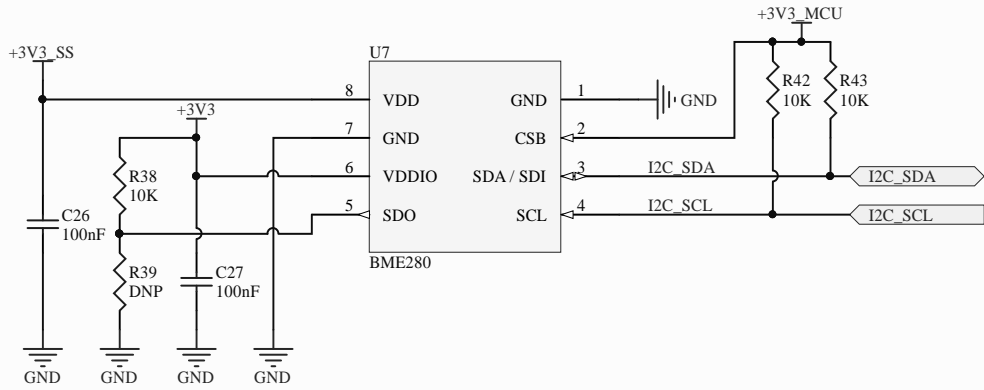 +3V3_MCU
+3V3_SS
U7
R42
10K
R43
10K
+3V3
8
VDD
GND
1
GND
7
GND
CSB
2
R38
10K
6
VDDIO
SDA / SDI
3
I2C_SDA
I2C_SDA
5
SDO
SCL
4
I2C_SCL
I2C_SCL
C26
100nF
R39
DNP
C27
100nF
BME280
GND
GND
GND
GND